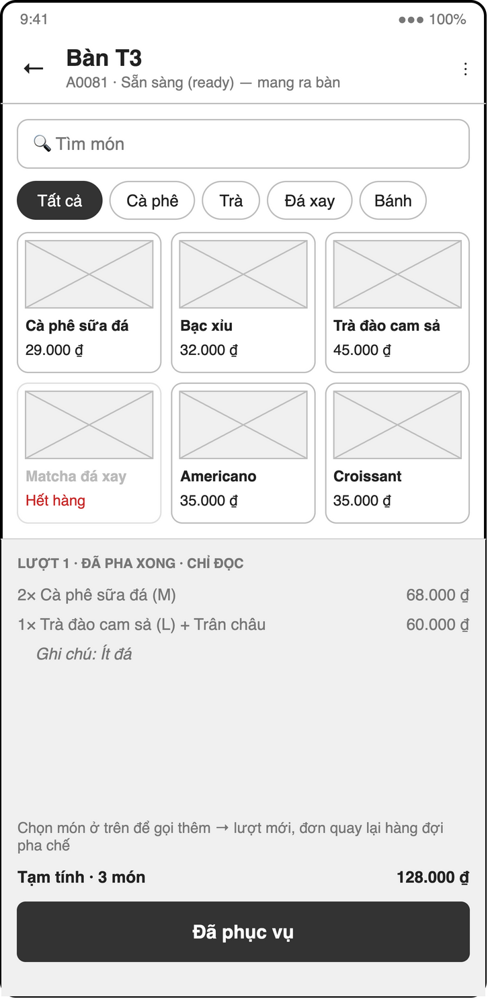 9:41
●●● 100%
←
Bàn T3
⋮
A0081 · Sẵn sàng (ready) — mang ra bàn
🔍 Tìm món
Tất cả
Cà phê
Trà
Đá xay
Bánh
Cà phê sữa đá
29.000 ₫
Bạc xỉu
32.000 ₫
Trà đào cam sả
45.000 ₫
Matcha đá xay
Hết hàng
Americano
35.000 ₫
Croissant
35.000 ₫
LƯỢT 1 · ĐÃ PHA XONG · CHỈ ĐỌC
2× Cà phê sữa đá (M) 68.000 ₫
1× Trà đào cam sả (L) + Trân châu 60.000 ₫
Ghi chú: Ít đá
Chọn món ở trên để gọi thêm → lượt mới, đơn quay lại hàng đợi
pha chế
Tạm tính · 3 món 128.000 ₫
Đã phục vụ